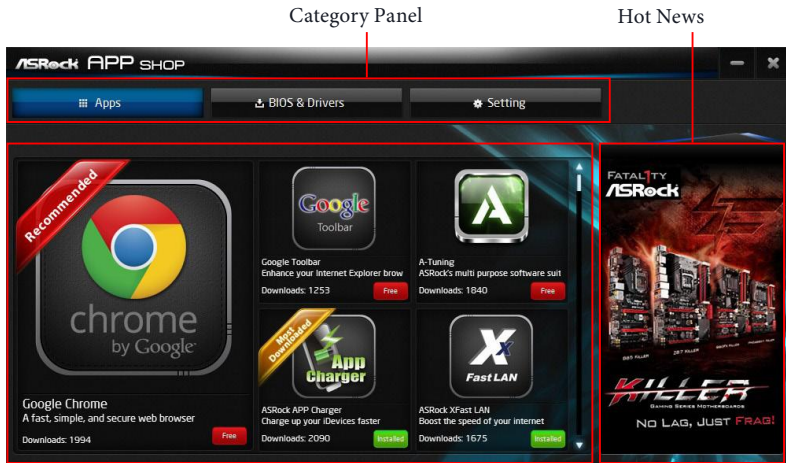 Category Panel
Hot News
ASRock APP SHOP
Apps
BIOS & Drivers
Setting
Recommended
chrome
by Google
Google Chrome
A fast, simple, and secure web browser
Downloads: 1994
Free
Google
Toolbar
Google Toolbar
Enhance your Internet Explorer brow
Downloads: 1253
Free
A-Tuning
ASRock's multi purpose software suit
Downloads: 1840
Free
Most
Downloaded
App
Charger
ASRock APP Charger
Charge up your iDevices faster
Downloads: 2090
Installed
Fast LAN
ASRock XFast LAN
Boost the speed of your internet
Downloads: 1675
Installed
FATAL1TY
ASRock
B85 KILLER
Z87 KILLER
KILLER
GAMING SERIES MOTHERBOARDS
NO LAG, JUST FRAG!